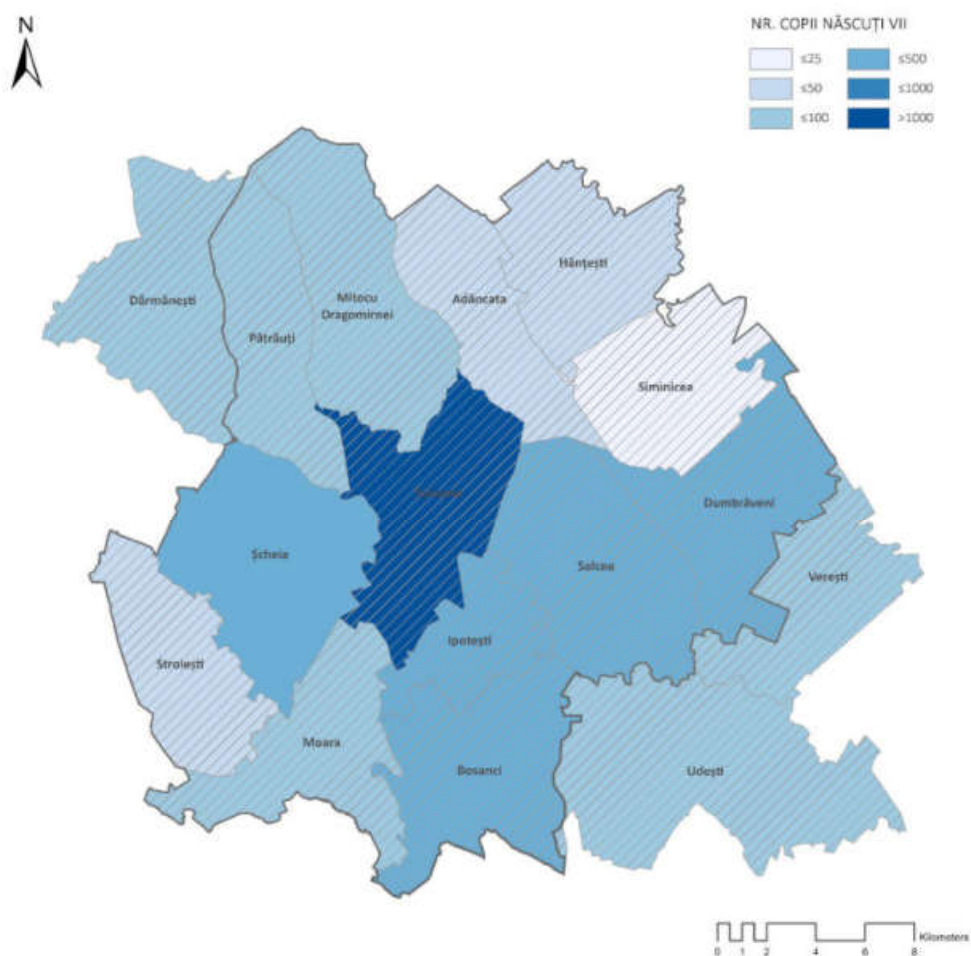 N
NR. COPII NĂSCUȚI VII
≤25
≤500
≤50
≤1000
≤100
>1000
Hănțești
Dărmănești
Mitocu
Dragomirnei
Adâncata
Pătrăuți
Siminicea
Dumbrăveni
Șcheia
Salcea
Verești
Ipotești
Stroiești
Moara
Bosanci
Udești
Kilometers
0 1 2 4 6 8